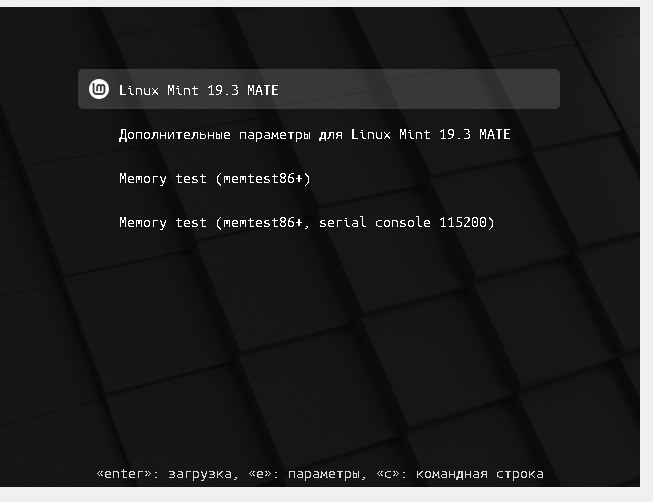 Linux Mint 19.3 MATE
Дополнительные параметры для Linux Mint 19.3 MATE
Memory test (memtest86+)
Memory test (memtest86+, serial console 115200)
«enter»: загрузка, «e»: параметры, «c»: командная строка